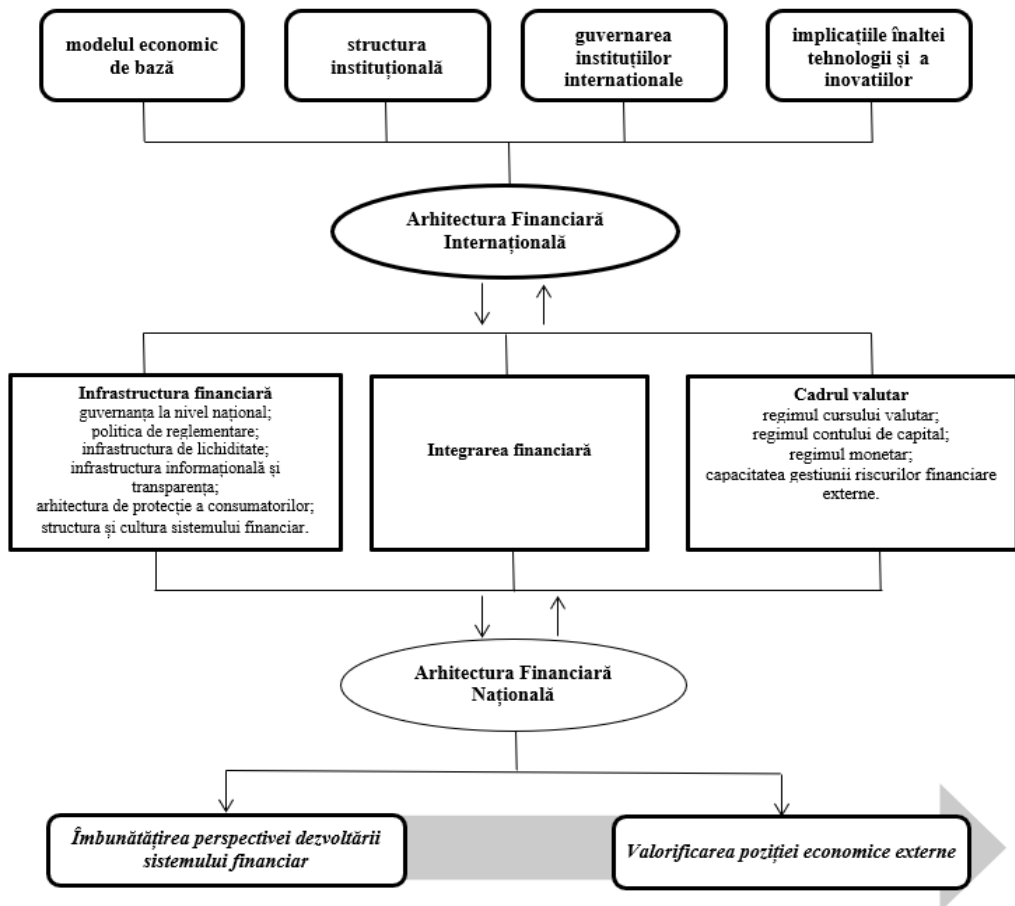 modelul economic
de bază
structura
instituțională
guvernarea
instituțiilor
internationale
implicațiile înaltei
tehnologii și a
inovatiilor
Arhitectura Financiară
Internațională
Infrastructura financiară
guvernanța la nivel național;
politica de reglementare;
infrastructura de lichiditate;
infrastructura informațională și
transparența;
arhitectura de protecție a consumatorilor;
structura și cultura sistemului financiar.
Integrarea financiară
Cadrul valutar
regimul cursului valutar;
regimul contului de capital;
regimul monetar;
capacitatea gestiunii riscurilor financiare
externe.
Arhitectura Financiară
Națională
Îmbunătățirea perspectivei dezvoltării
sistemului financiar
Valorificarea poziției economice externe